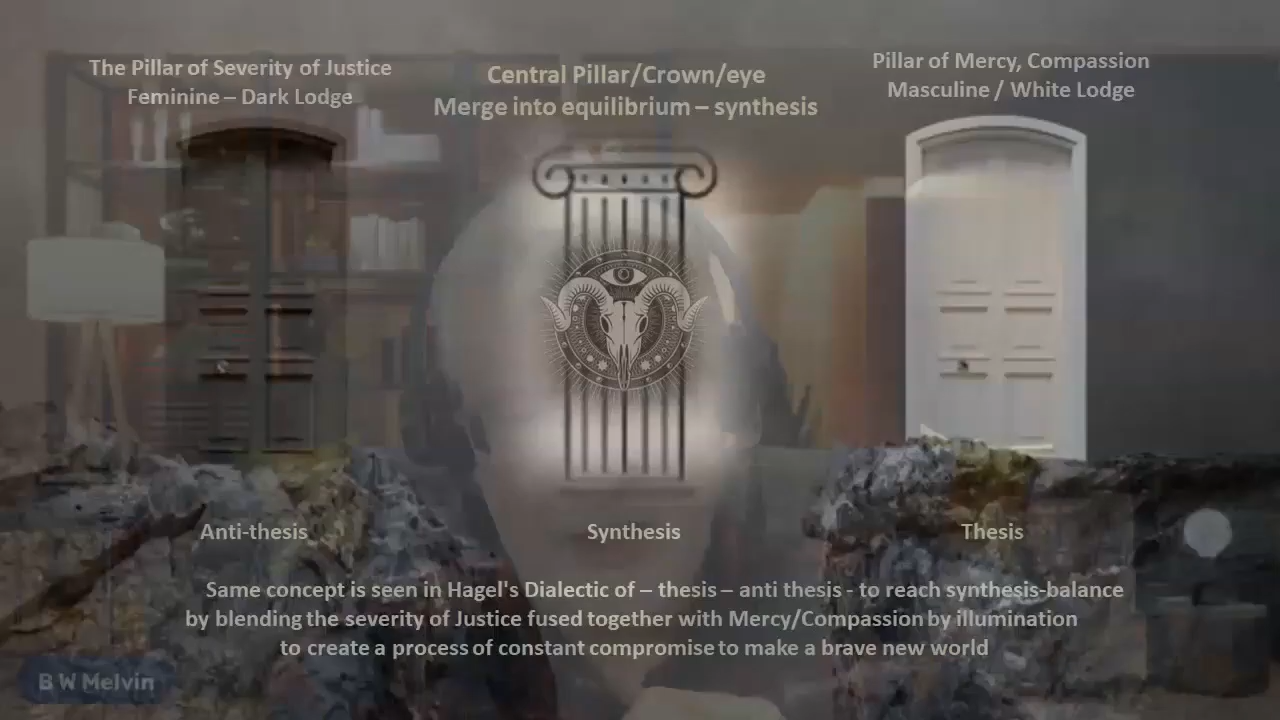 The Pillar of Severity of Justice
Feminine – Dark Lodge
Central Pillar/Crown/eye
Merge into equilibrium – synthesis
Pillar of Mercy, Compassion
Masculine / White Lodge
Anti-thesis
Synthesis
Thesis
Same concept is seen in Hagel's Dialectic of – thesis – anti thesis - to reach synthesis-balance
by blending the severity of Justice fused together with Mercy/Compassion by illumination
to create a process of constant compromise to make a brave new world
B W Melvin